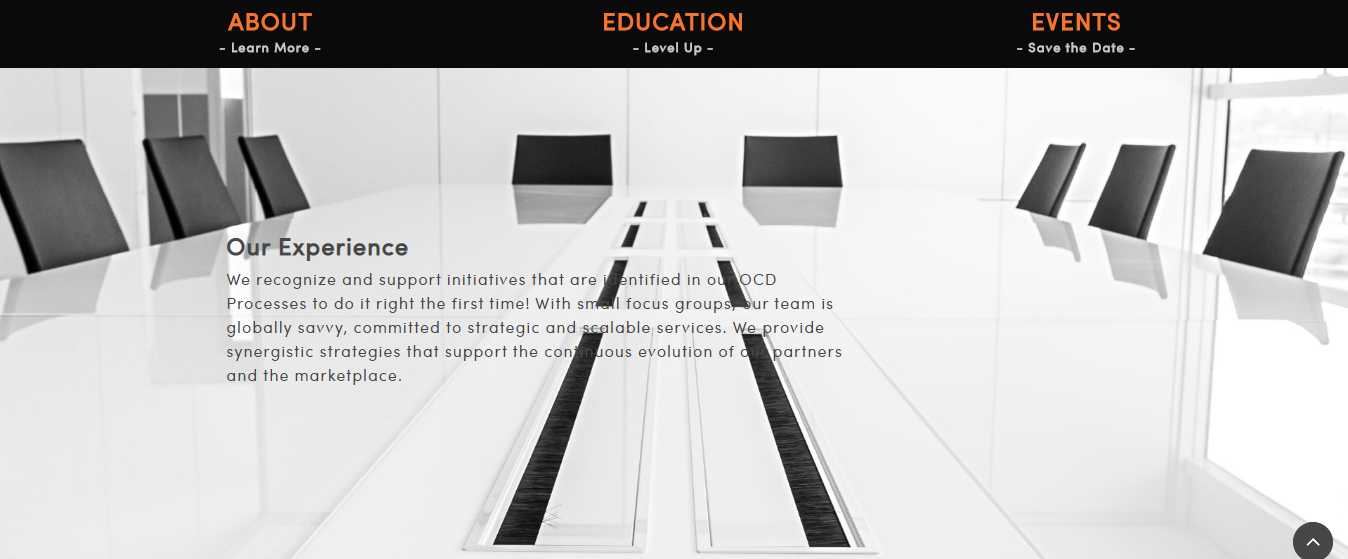 ABOUT
- Learn More -
EDUCATION
- Level Up -
EVENTS
- Save the Date -
Our Experience
We recognize and support initiatives that are identified in our OCD
Processes to do it right the first time! With small focus groups, our team is
globally savvy, committed to strategic and scalable services. We provide
synergistic strategies that support the continuous evolution of our partners
and the marketplace.